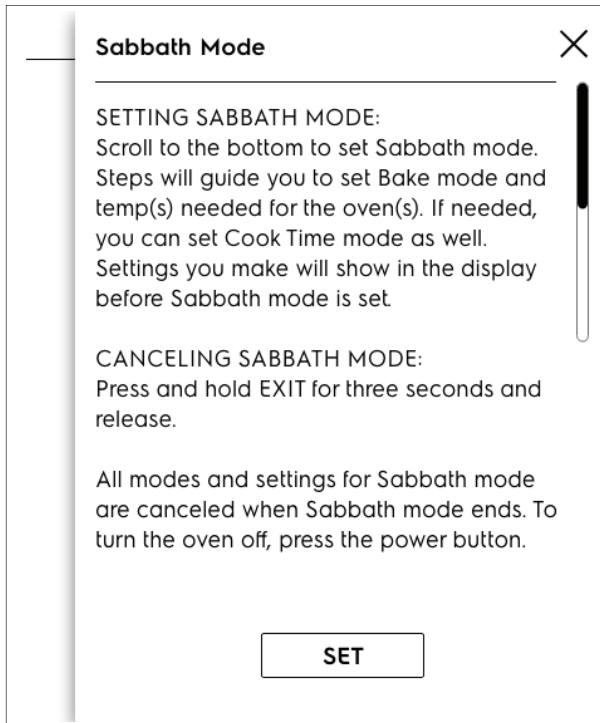 Sabbath Mode
SETTING SABBATH MODE:
Scroll to the bottom to set Sabbath mode.
Steps will guide you to set Bake mode and
temp(s) needed for the oven(s). If needed,
you can set Cook Time mode as well.
Settings you make will show in the display
before Sabbath mode is set.
CANCELING SABBATH MODE:
Press and hold EXIT for three seconds and
release.
All modes and settings for Sabbath mode
are canceled when Sabbath mode ends. To
turn the oven off, press the power button.
SET